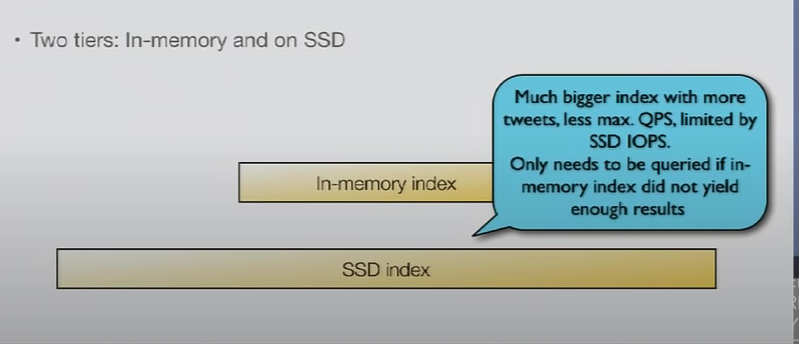 • Two tiers: In-memory and on SSD
Much bigger index with more
tweets, less max. QPS, limited by
SSD IOPS.
Only needs to be queried if in-
memory index did not yield
enough results
In-memory index
SSD index